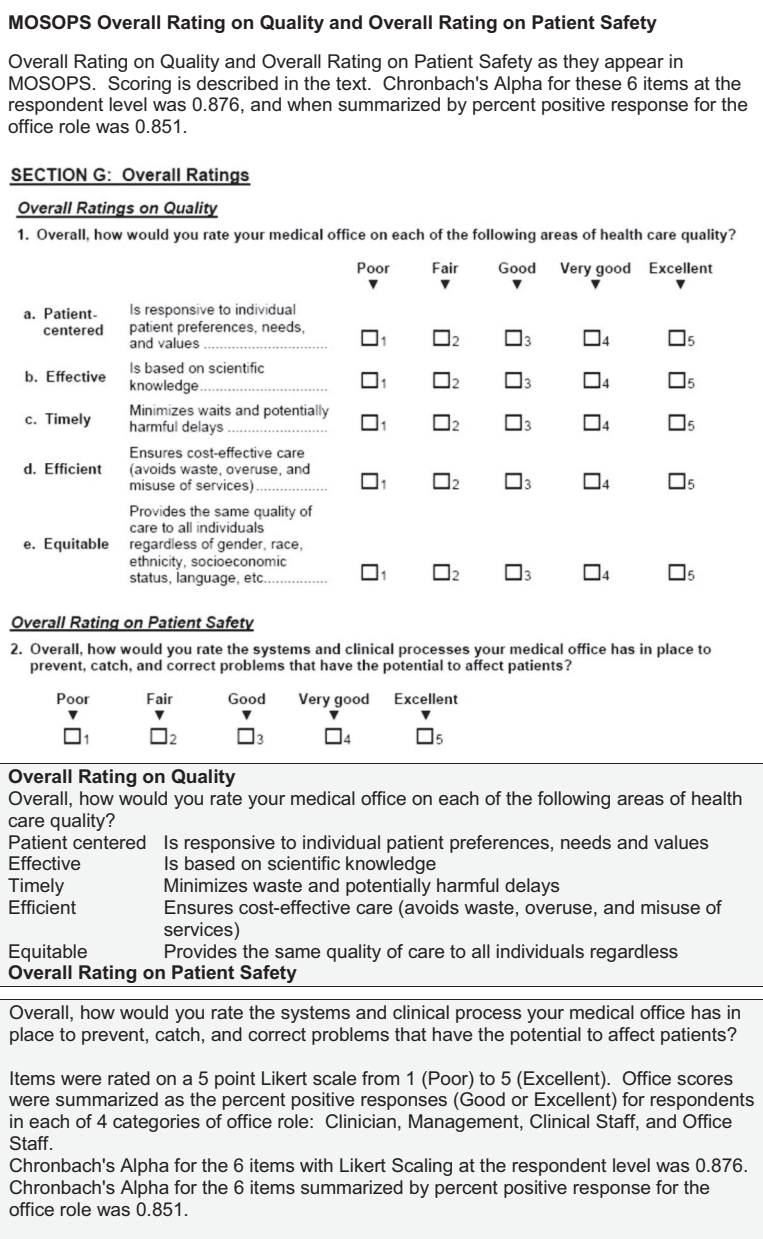 MOSOPS Overall Rating on Quality and Overall Rating on Patient Safety
Overall Rating on Quality and Overall Rating on Patient Safety as they appear in
MOSOPS.  Scoring is described in the text.  Chronbach's Alpha for these 6 items at the
respondent level was 0.876, and when summarized by percent positive response for the
office role was 0.851.
SECTION G:  Overall Ratings
Overall Ratings on Quality
1.  Overall, how would you rate your medical office on each of the following areas of health care quality?
Poor Fair Good Very good Excellent
▼ ▼ ▼ ▼ ▼
a. Patient- Is responsive to individual
centered patient preferences, needs,
and values .............................. ☐1 ☐2 ☐3 ☐4 ☐5
b. Effective Is based on scientific
knowledge............................... ☐1 ☐2 ☐3 ☐4 ☐5
c. Timely Minimizes waits and potentially
harmful delays ........................ ☐1 ☐2 ☐3 ☐4 ☐5
Ensures cost-effective care
d. Efficient (avoids waste, overuse, and
misuse of services)................. ☐1 ☐2 ☐3 ☐4 ☐5
Provides the same quality of
care to all individuals
e. Equitable regardless of gender, race,
ethnicity, socioeconomic
status, language, etc............... ☐1 ☐2 ☐3 ☐4 ☐5
Overall Rating on Patient Safety
2.  Overall, how would you rate the systems and clinical processes your medical office has in place to
prevent, catch, and correct problems that have the potential to affect patients?
Poor Fair Good Very good Excellent
▼ ▼ ▼ ▼ ▼
☐1 ☐2 ☐3 ☐4 ☐5
Overall Rating on Quality
Overall, how would you rate your medical office on each of the following areas of health
care quality?
Patient centered Is responsive to individual patient preferences, needs and values
Effective Is based on scientific knowledge
Timely Minimizes waste and potentially harmful delays
Efficient Ensures cost-effective care (avoids waste, overuse, and misuse of
services)
Equitable Provides the same quality of care to all individuals regardless
Overall Rating on Patient Safety
Overall, how would you rate the systems and clinical process your medical office has in
place to prevent, catch, and correct problems that have the potential to affect patients?
Items were rated on a 5 point Likert scale from 1 (Poor) to 5 (Excellent).  Office scores
were summarized as the percent positive responses (Good or Excellent) for respondents
in each of 4 categories of office role:  Clinician, Management, Clinical Staff, and Office
Staff.
Chronbach's Alpha for the 6 items with Likert Scaling at the respondent level was 0.876.
Chronbach's Alpha for the 6 items summarized by percent positive response for the
office role was 0.851.